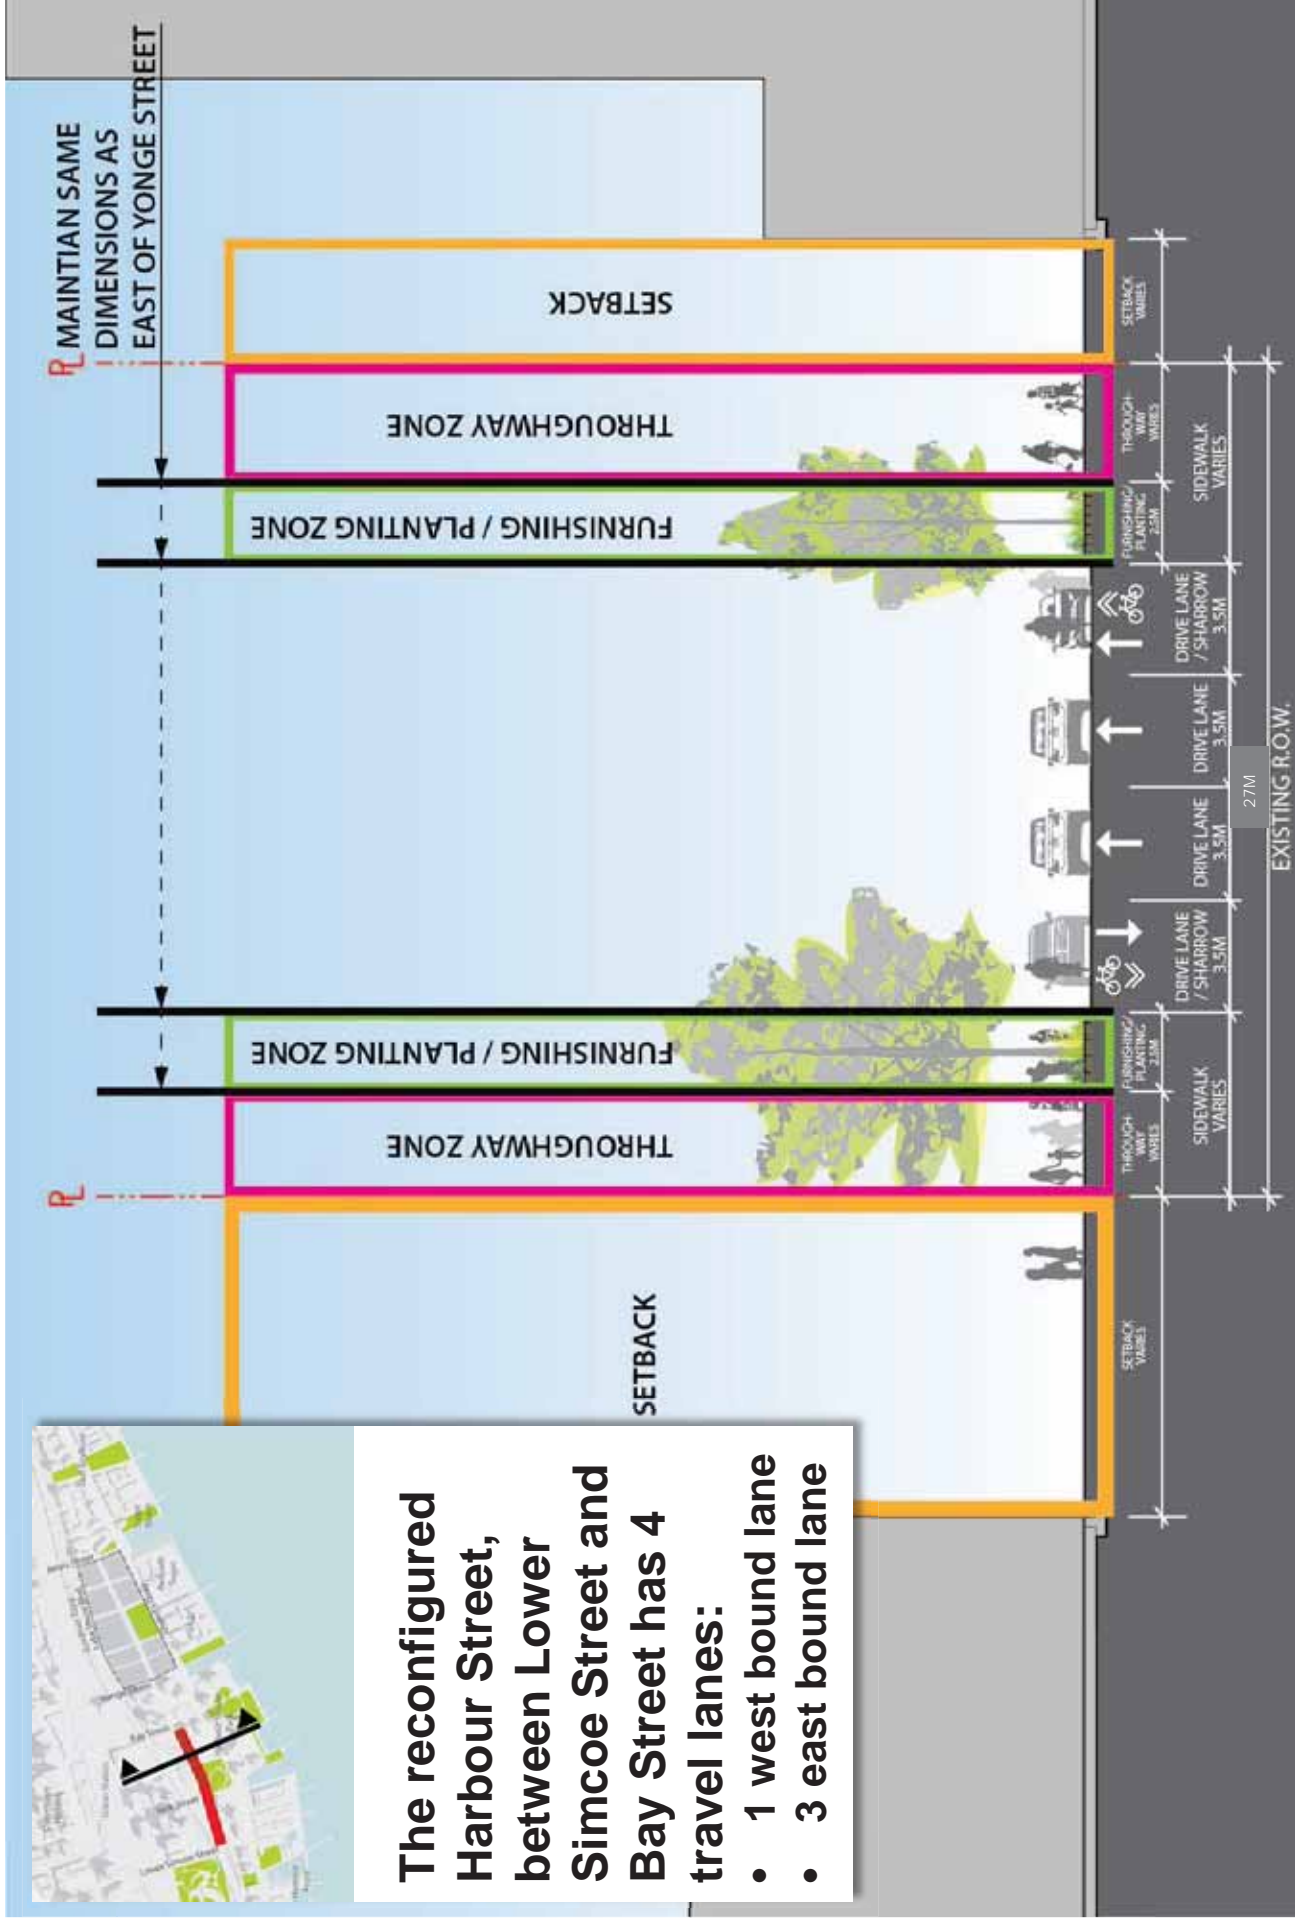 MAINTIAN SAME
DIMENSIONS AS
EAST OF YONGE STREET
PL
PL
SETBACK
THROUGHWAY ZONE
FURNISHING / PLANTING ZONE
FURNISHING / PLANTING ZONE
THROUGHWAY ZONE
SETBACK
The reconfigured
Harbour Street,
between Lower
Simcoe Street and
Bay Street has 4
travel lanes:
• 1 west bound lane
• 3 east bound lane
SETBACK
VARIES
THROUGH-
WAY
VARIES
FURNISHING/
PLANTING
2.5M
DRIVE LANE
/ SHARROW
3.5M
DRIVE LANE
3.5M
DRIVE LANE
3.5M
DRIVE LANE
/ SHARROW
3.5M
FURNISHING/
PLANTING
2.5M
THROUGH-
WAY
VARIES
SETBACK
VARIES
SIDEWALK
VARIES
SIDEWALK
VARIES
27M
EXISTING R.O.W.